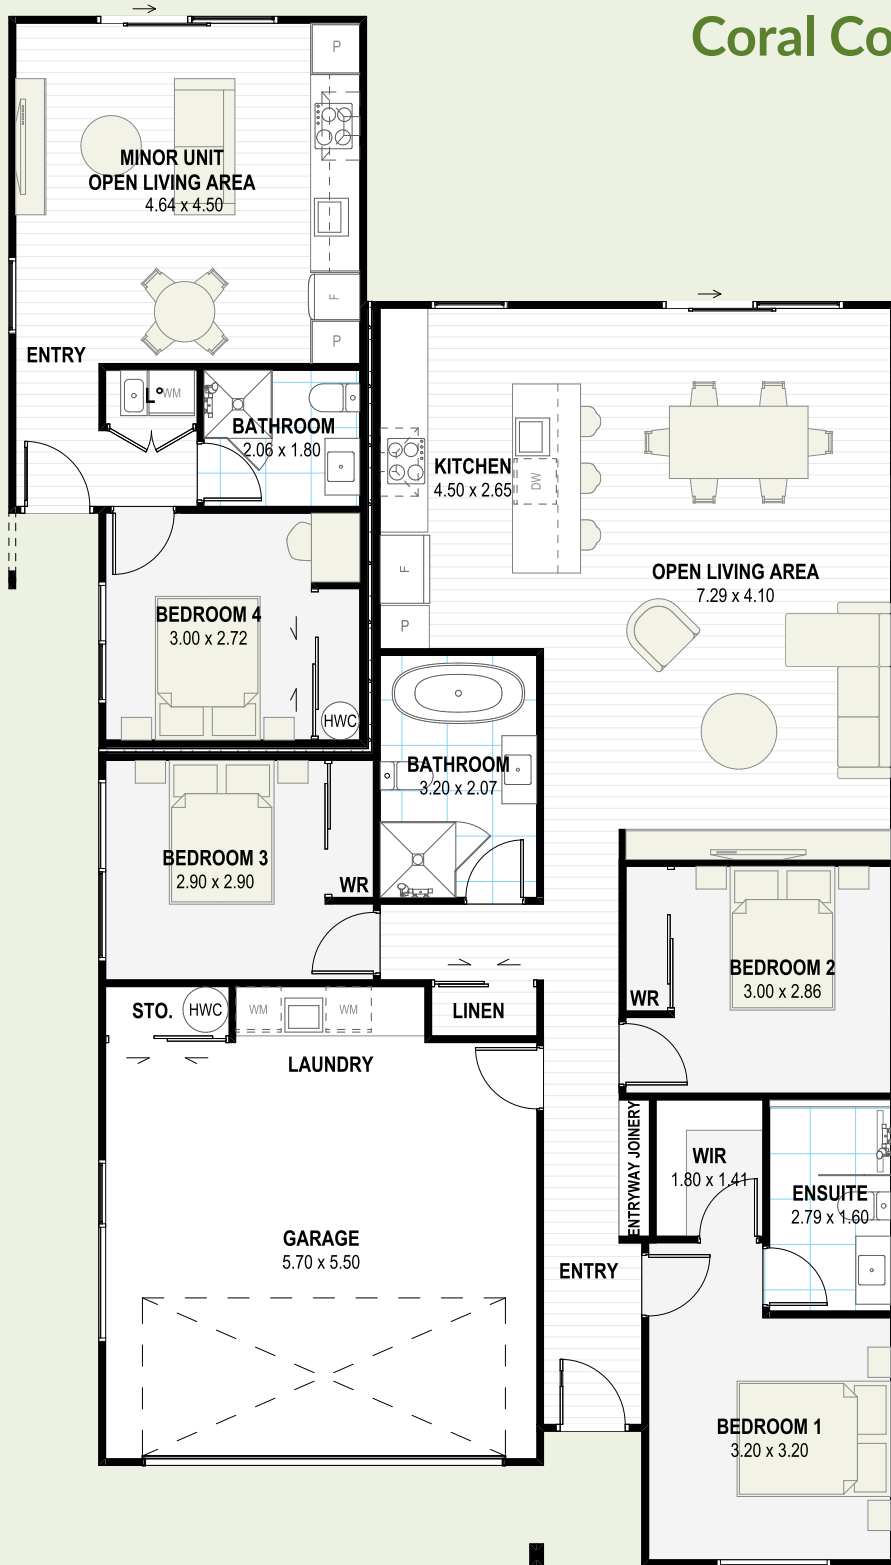 Coral Co
P
MINOR UNIT
OPEN LIVING AREA
4.64 x 4.50
F
P
ENTRY
L
WM
BATHROOM
2.06 x 1.80
KITCHEN
4.50 x 2.65
DW
F
P
OPEN LIVING AREA
7.29 x 4.10
BEDROOM 4
3.00 x 2.72
HWC
BATHROOM
3.20 x 2.07
BEDROOM 3
2.90 x 2.90
WR
BEDROOM 2
3.00 x 2.86
WR
STO.
HWC
WM
WM
LINEN
LAUNDRY
ENTRYWAY JOINERY
WIR
1.80 x 1.41
ENSUITE
2.79 x 1.60
GARAGE
5.70 x 5.50
ENTRY
BEDROOM 1
3.20 x 3.20